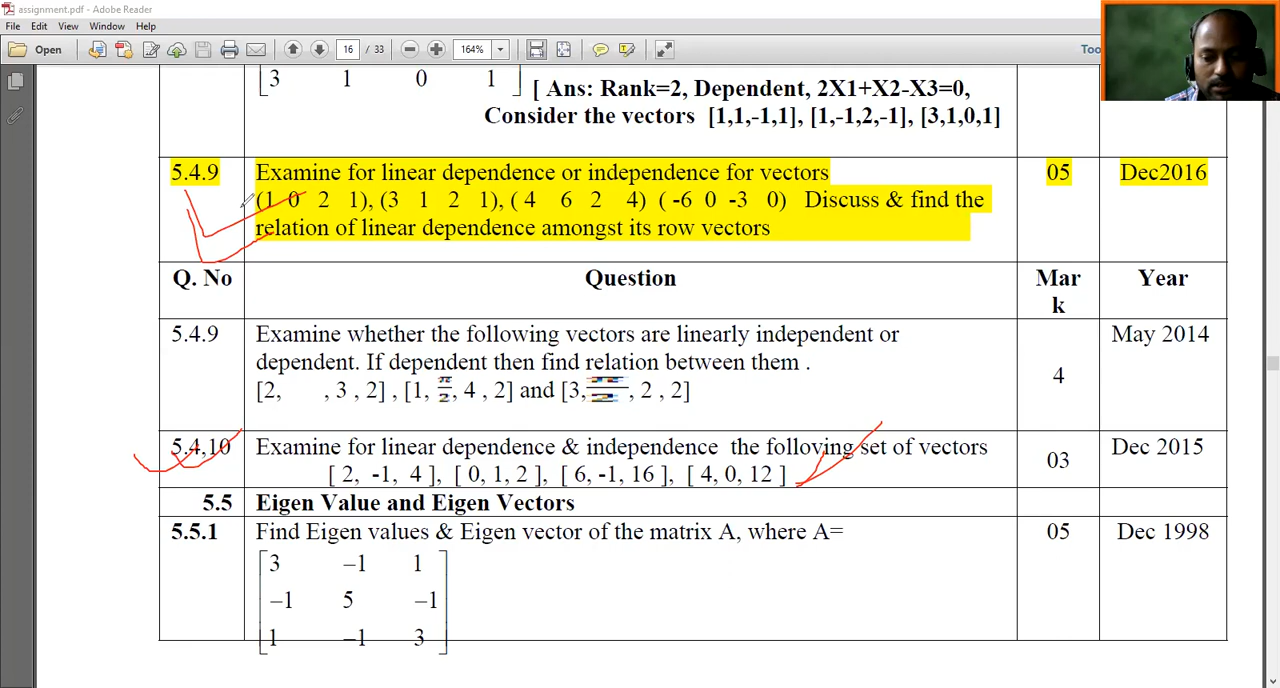 assignment.pdf - Adobe Reader
File Edit View Window Help
Open 16 / 33 164% Too
3 1 0 1
[ Ans: Rank=2, Dependent, 2X1+X2-X3=0,
Consider the vectors [1,1,-1,1], [1,-1,2,-1], [3,1,0,1]
5.4.9 Examine for linear dependence or independence for vectors 05 Dec2016
(1 0 2 1), (3 1 2 1), ( 4 6 2 4) ( -6 0 -3 0) Discuss & find the
relation of linear dependence amongst its row vectors
Q. No Question Mar Year
k
5.4.9 Examine whether the following vectors are linearly independent or May 2014
dependent. If dependent then find relation between them .
4
[2, , 3 , 2] , [1, π/2, 4 , 2] and [3, , 2 , 2]
5.4,10 Examine for linear dependence & independence the following set of vectors Dec 2015
03
[ 2, -1, 4 ], [ 0, 1, 2 ], [ 6, -1, 16 ], [ 4, 0, 12 ]
5.5 Eigen Value and Eigen Vectors
5.5.1 Find Eigen values & Eigen vector of the matrix A, where A= 05 Dec 1998
3 −1 1
−1 5 −1
1 −1 3